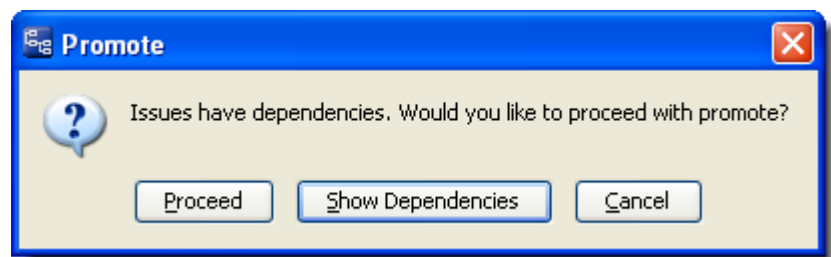 Promote
Issues have dependencies. Would you like to proceed with promote?
Proceed Show Dependencies Cancel